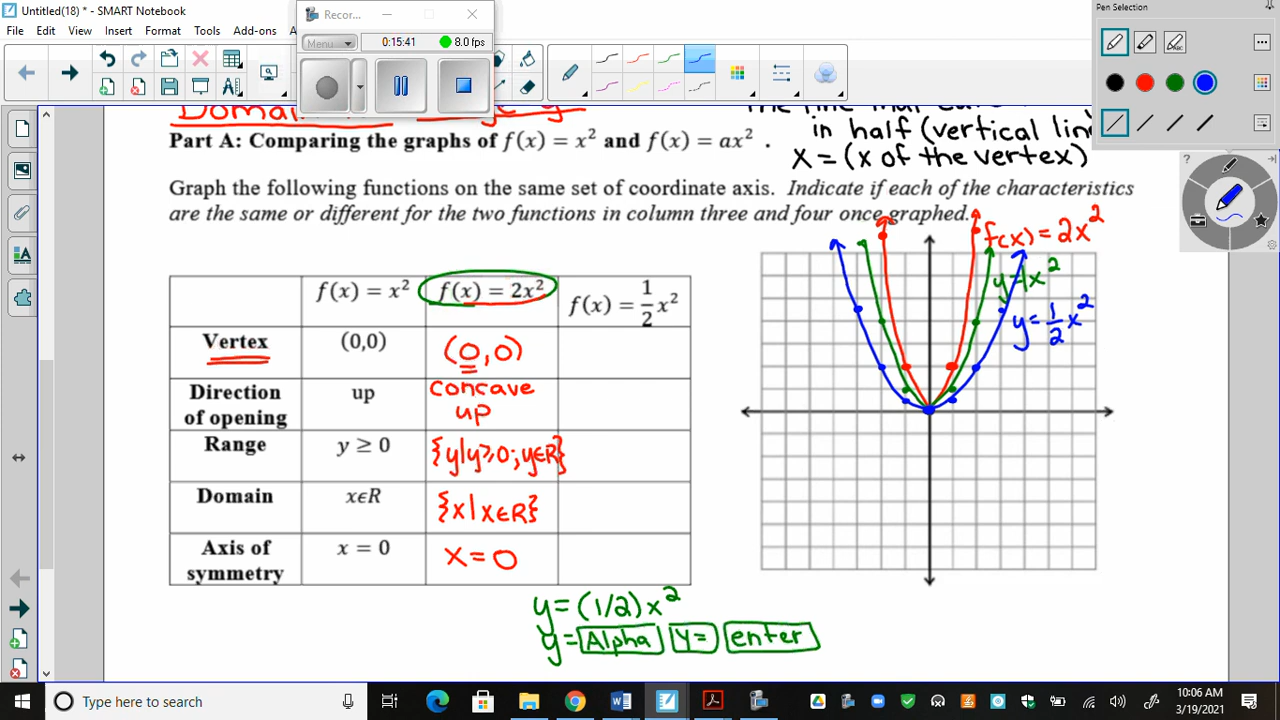 Untitled(18) * - SMART Notebook
Recor...
Pen Selection
File Edit View Insert Format Tools Add-ons
Menu
0:15:41
8.0 fps
in half (vertical
x = (x of the vertex)
Part A: Comparing the graphs of f(x) = x² and f(x) = ax² .
Graph the following functions on the same set of coordinate axis. Indicate if each of the characteristics
are the same or different for the two functions in column three and four once graphed.
f(x) = 2x²
y = 1x²
y = 1/2 x²
f(x) = x² f(x) = 2x² f(x) = 1/2 x²
Vertex (0,0) (0,0)
Direction of opening up concave up
Range y ≥ 0 {y|y≥0; y∈R}
Domain xϵR {x|x∈R}
Axis of symmetry x = 0 x = 0
y = (1/2)x²
y = Alpha Y= enter
Type here to search
10:06 AM
3/19/2021